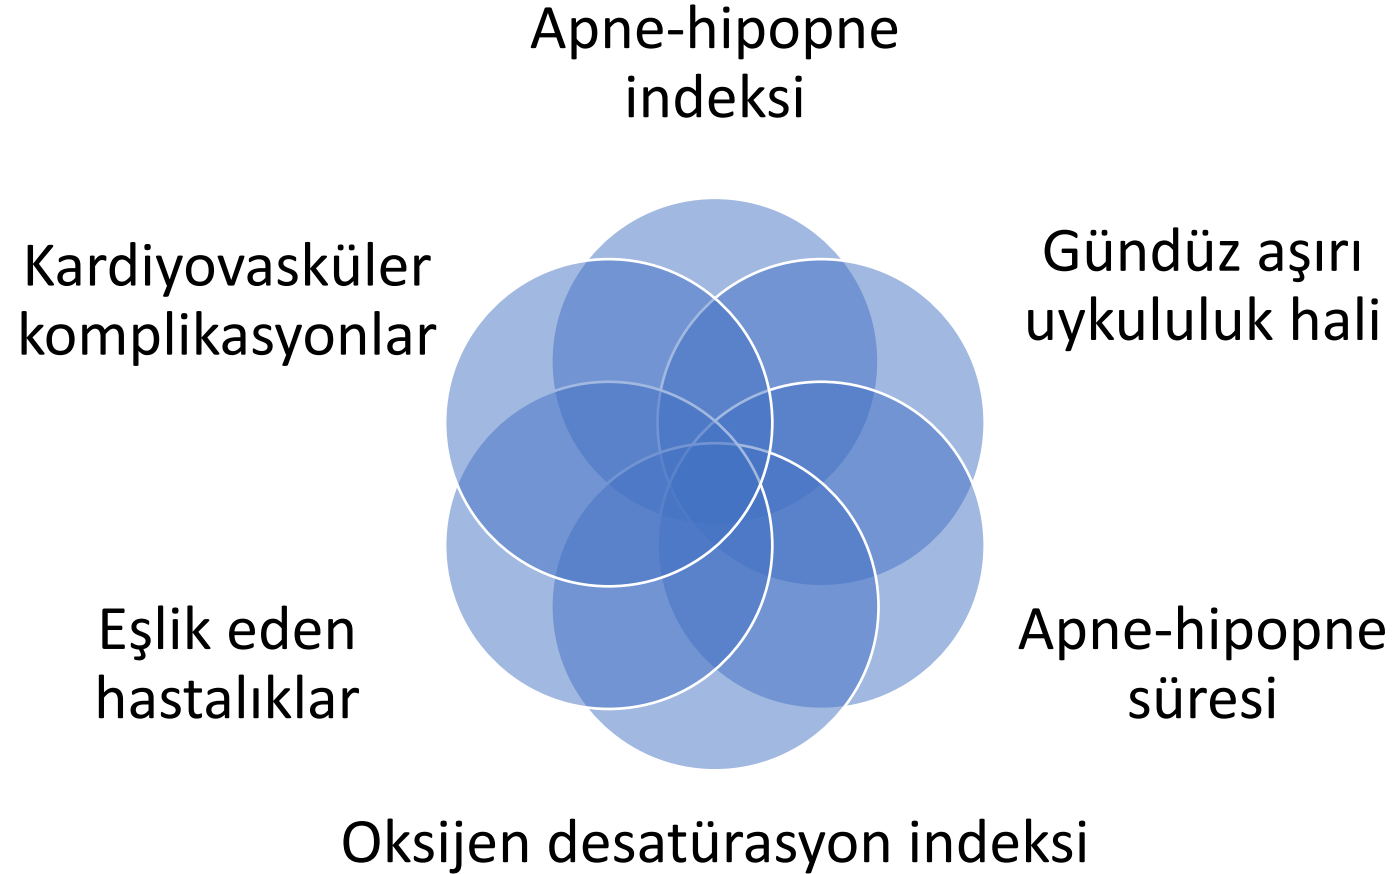 Apne-hipopne
indeksi
Gündüz aşırı
uykululuk hali
Apne-hipopne
süresi
Oksijen desatürasyon indeksi
Eşlik eden
hastalıklar
Kardiyovasküler
komplikasyonlar